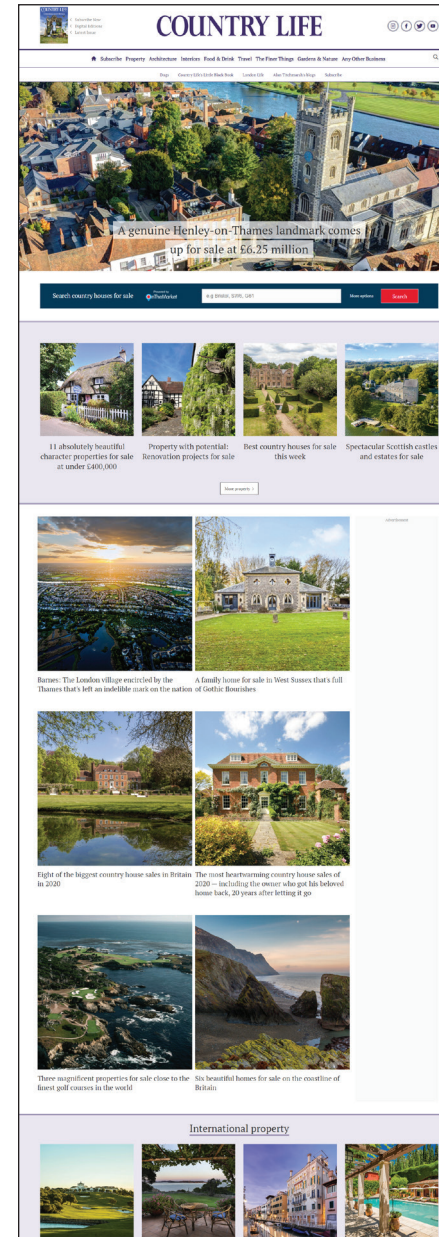 Subscribe Now
Digital Editions
Latest Issue
COUNTRY LIFE
Subscribe Property Architecture Interiors Food & Drink Travel The Finer Things Gardens & Nature Any Other Business
Dogs Country Life's Little Black Book London Life Alan Titchmarsh's blogs Subscribe
A genuine Henley-on-Thames landmark comes
up for sale at £6.25 million
Search country houses for sale
Powered by
OnTheMarket
More options
Search
11 absolutely beautiful
character properties for sale
at under £400,000
Property with potential:
Renovation projects for sale
Best country houses for sale
this week
Spectacular Scottish castles
and estates for sale
More property
Advertisement
Barnes: The London village encircled by the
Thames that's left an indelible mark on the nation
A family home for sale in West Sussex that's full
of Gothic flourishes
Eight of the biggest country house sales in Britain
in 2020
The most heartwarming country house sales of
2020 — including the owner who got his beloved
house back, 20 years after letting it go
Three magnificent properties for sale close to the
finest golf courses in the world
Six beautiful homes for sale on the coastline of
Britain
International property